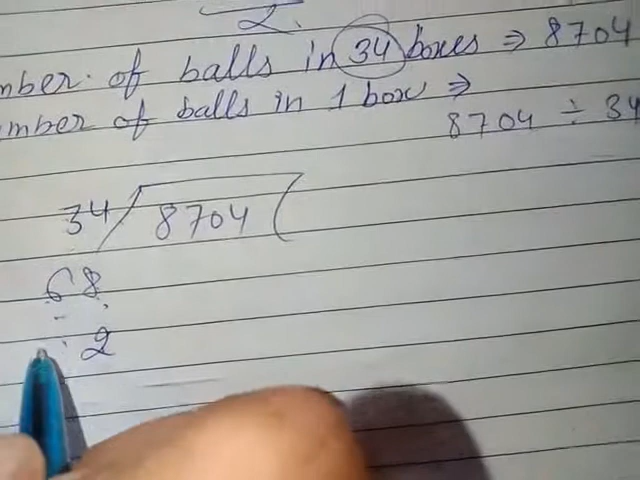 2.
mber of balls in 34 boxes ⇒ 8704
mber of balls in 1 box ⇒
8704 ÷ 34
34 8704
68
2